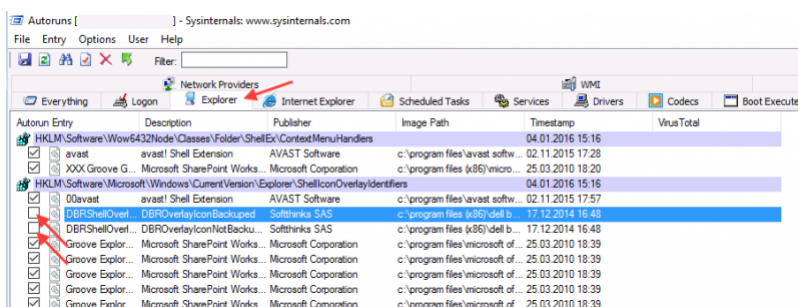 Autoruns [ ] - Sysinternals: www.sysinternals.com
File Entry Options User Help
Filter:
Network Providers WMI
Everything Logon Explorer Internet Explorer Scheduled Tasks Services Drivers Codecs Boot Execute
Autorun Entry Description Publisher Image Path Timestamp VirusTotal
HKLM\Software\Wow6432Node\Classes\Folder\ShellEx\ContextMenuHandlers 04.01.2016 15:16
avast avast! Shell Extension AVAST Software c:\program files\avast softw... 02.11.2015 17:28
XXX Groove G... Microsoft SharePoint Works... Microsoft Corporation c:\program files (x86)\micro... 25.03.2010 18:20
HKLM\Software\Microsoft\Windows\CurrentVersion\Explorer\ShellIconOverlayIdentifiers 04.01.2016 15:16
00avast avast! Shell Extension AVAST Software c:\program files\avast softw... 02.11.2015 17:57
DBRShellOverl... DBROverlayIconBackuped Softthinks SAS c:\program files (x86)\dell b... 17.12.2014 16:48
DBRShellOverl... DBROverlayIconNotBacku... Softthinks SAS c:\program files (x86)\dell b... 17.12.2014 16:48
Groove Explor... Microsoft SharePoint Works... Microsoft Corporation c:\program files\microsoft of... 25.03.2010 18:39
Groove Explor... Microsoft SharePoint Works... Microsoft Corporation c:\program files\microsoft of... 25.03.2010 18:39
Groove Explor... Microsoft SharePoint Works... Microsoft Corporation c:\program files\microsoft of... 25.03.2010 18:39
Groove Explor... Microsoft SharePoint Works... Microsoft Corporation c:\program files\microsoft of... 25.03.2010 18:39